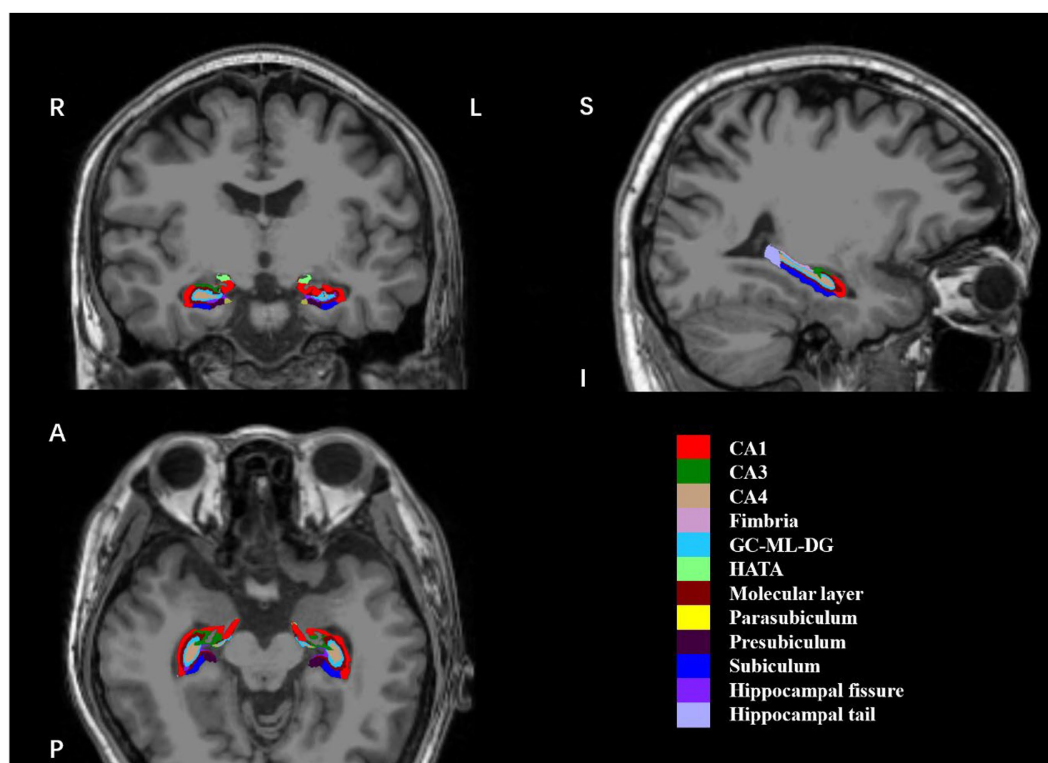 R
L
S
I
A
P
CA1
CA3
CA4
Fimbria
GC-ML-DG
HATA
Molecular layer
Parasubiculum
Presubiculum
Subiculum
Hippocampal fissure
Hippocampal tail